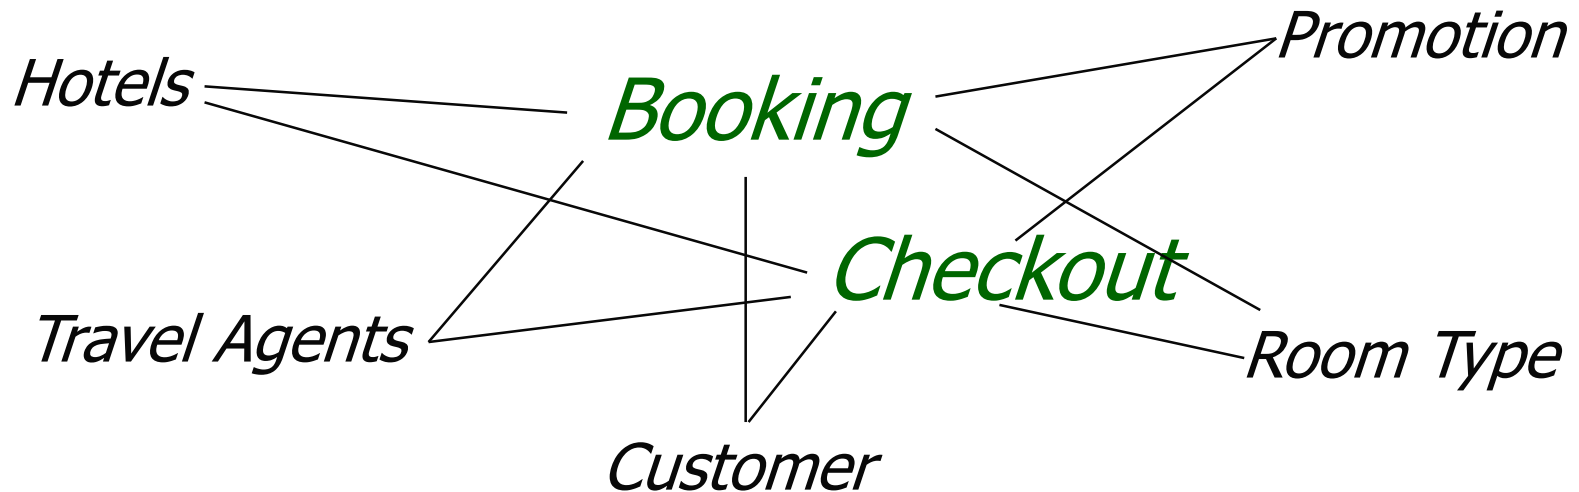 Promotion
Hotels
Booking
Checkout
Travel Agents
Room Type
Customer